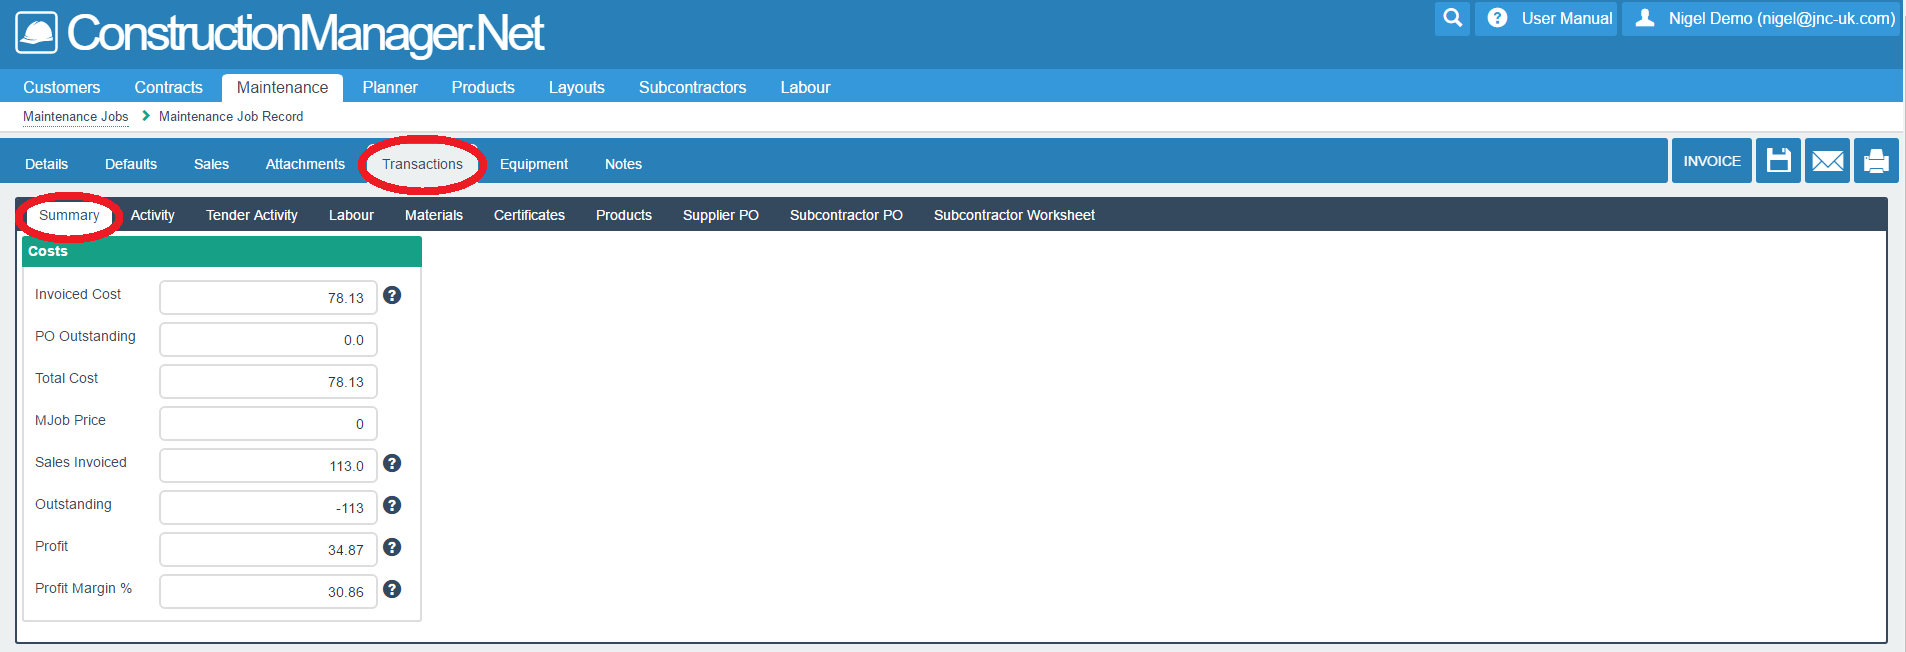 ConstructionManager.Net
? User Manual Nigel Demo (nigel@jnc-uk.com)
Customers Contracts Maintenance Planner Products Layouts Subcontractors Labour
Maintenance Jobs Maintenance Job Record
Details Defaults Sales Attachments Transactions Equipment Notes INVOICE
Summary Activity Tender Activity Labour Materials Certificates Products Supplier PO Subcontractor PO Subcontractor Worksheet
Costs
Invoiced Cost 78.13 ?
PO Outstanding 0.0
Total Cost 78.13
MJob Price 0
Sales Invoiced 113.0 ?
Outstanding -113 ?
Profit 34.87 ?
Profit Margin % 30.86 ?